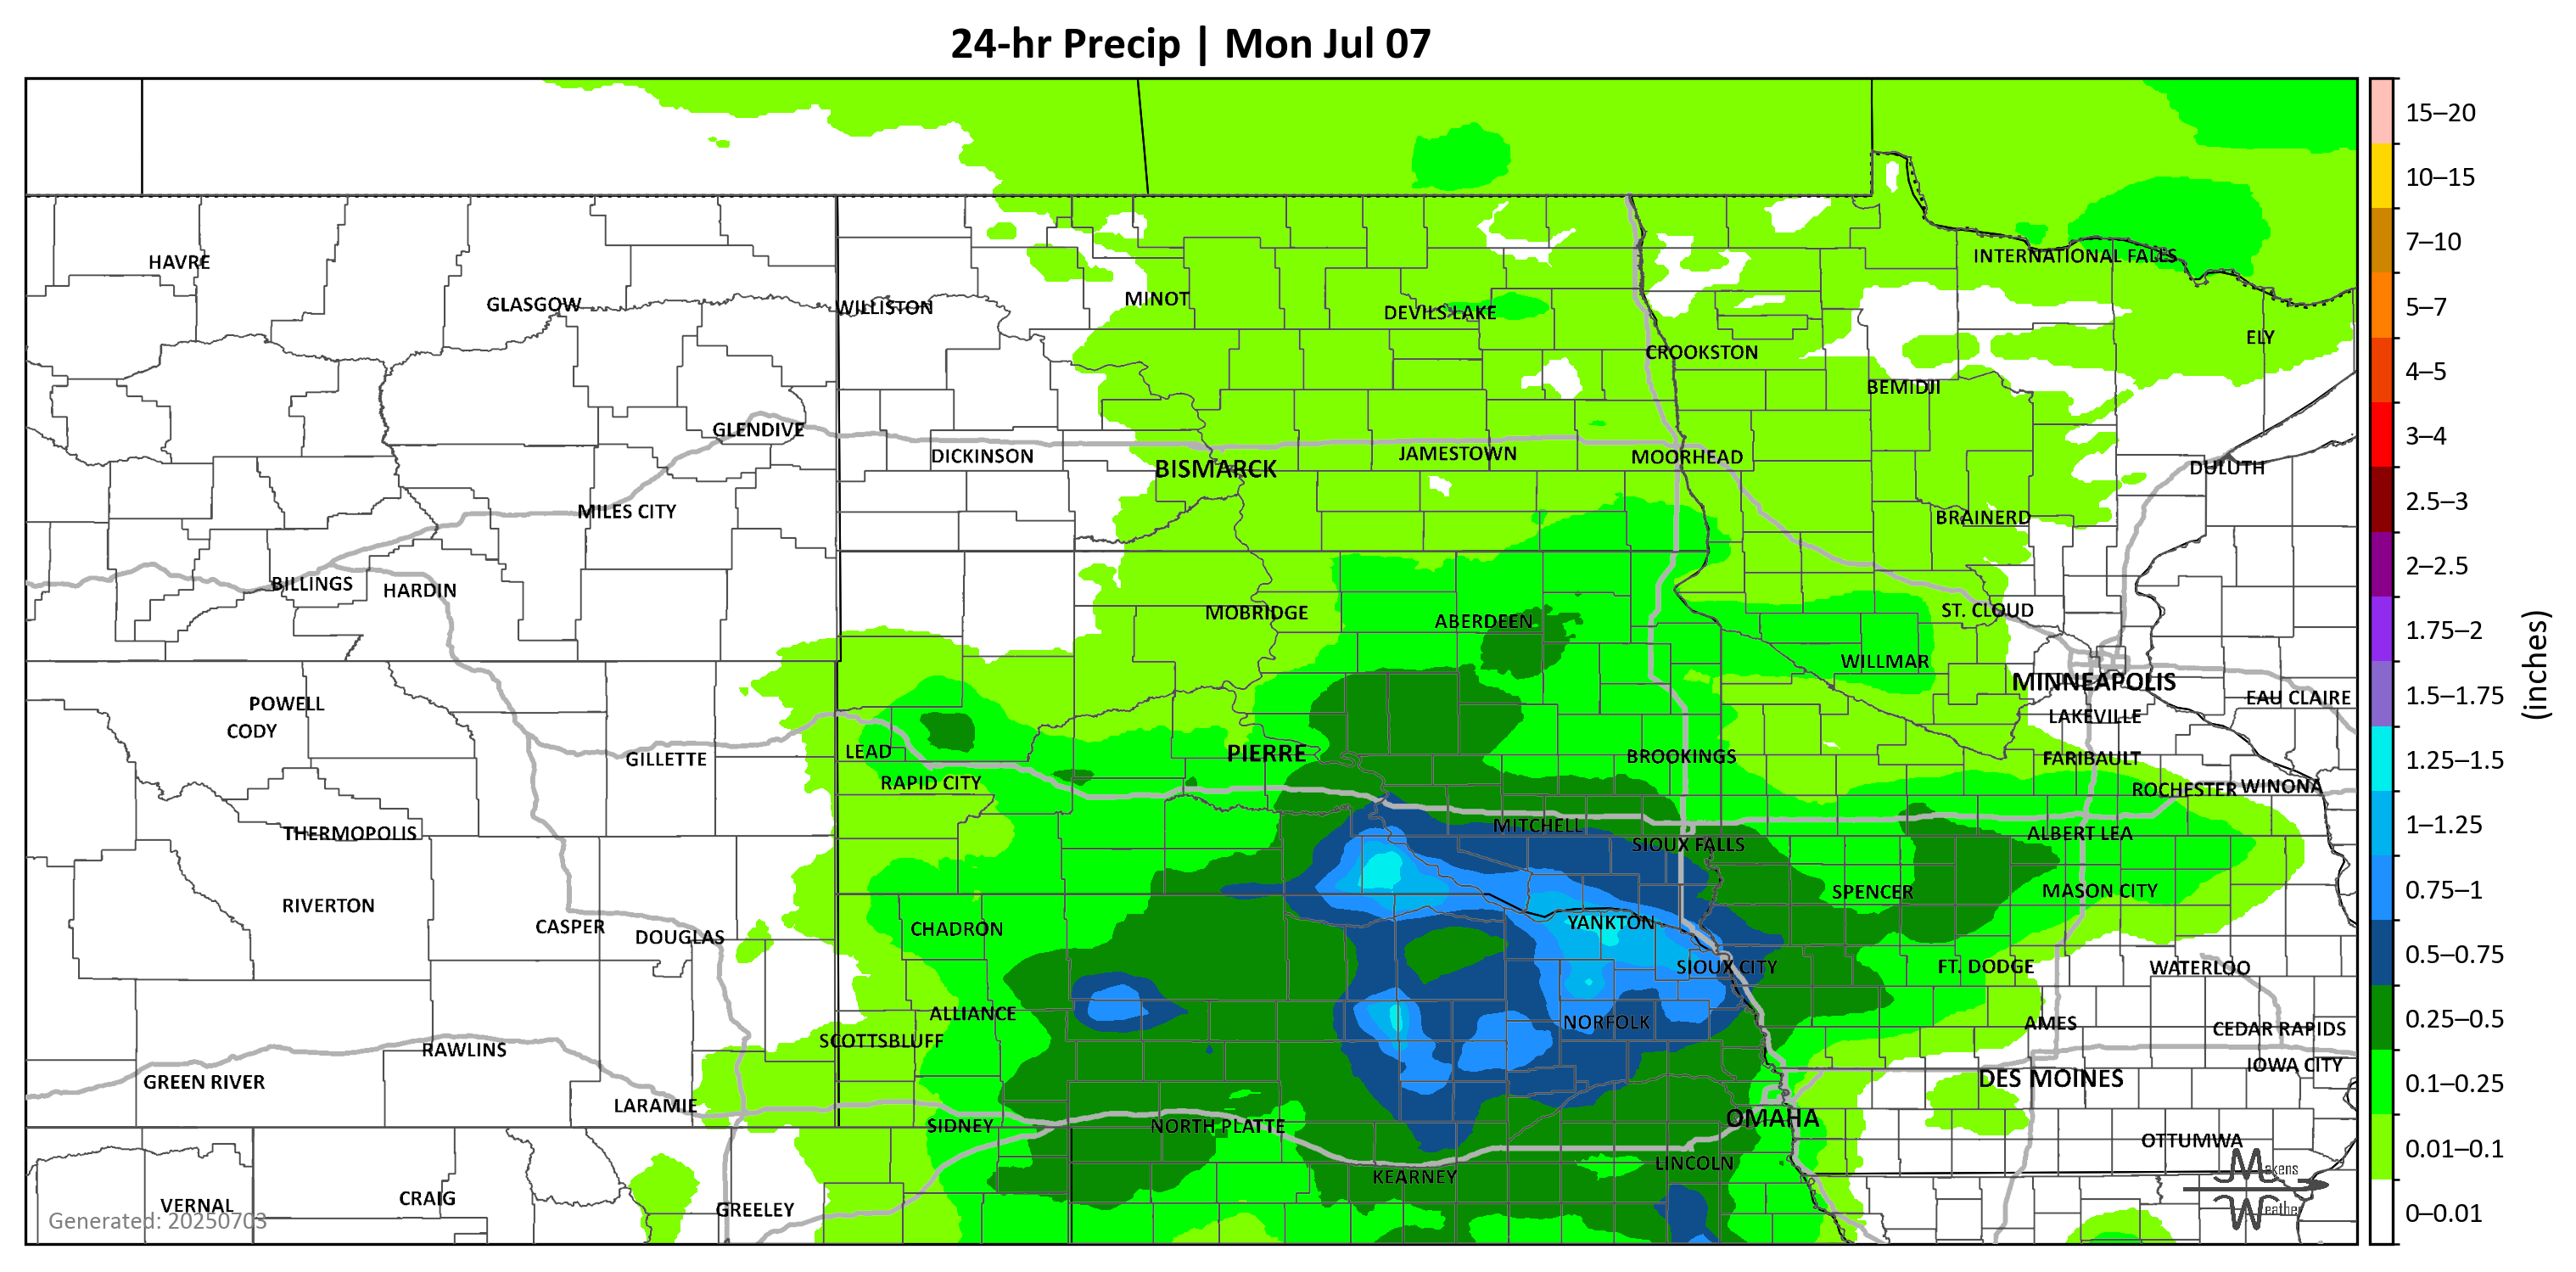 24-hr Precip | Mon Jul 07
15–20
10–15
7–10
5–7
4–5
3–4
2.5–3
2–2.5
1.75–2
1.5–1.75
1.25–1.5
1–1.25
0.75–1
0.5–0.75
0.25–0.5
0.1–0.25
0.01–0.1
0–0.01
(inches)
HAVRE
INTERNATIONAL FALLS
GLASGOW
WILLISTON
MINOT
DEVILS LAKE
ELY
CROOKSTON
BEMIDJI
GLENDIVE
DICKINSON
BISMARCK
JAMESTOWN
MOORHEAD
DULUTH
MILES CITY
BRAINERD
BILLINGS
HARDIN
MOBRIDGE
ABERDEEN
ST. CLOUD
WILLMAR
MINNEAPOLIS
EAU CLAIRE
POWELL
CODY
LAKEVILLE
GILLETTE
LEAD
PIERRE
BROOKINGS
FARIBAULT
RAPID CITY
ROCHESTER
WINONA
THERMOPOLIS
MITCHELL
ALBERT LEA
SIOUX FALLS
RIVERTON
SPENCER
MASON CITY
CASPER
DOUGLAS
CHADRON
YANKTON
SIOUX CITY
FT. DODGE
WATERLOO
ALLIANCE
NORFOLK
AMES
CEDAR RAPIDS
SCOTTSBLUFF
RAWLINS
IOWA CITY
GREEN RIVER
DES MOINES
LARAMIE
SIDNEY
NORTH PLATTE
OMAHA
OTTUMWA
LINCOLN
KEARNEY
VERNAL
CRAIG
GREELEY
Makens
Weather
Generated: 20250703